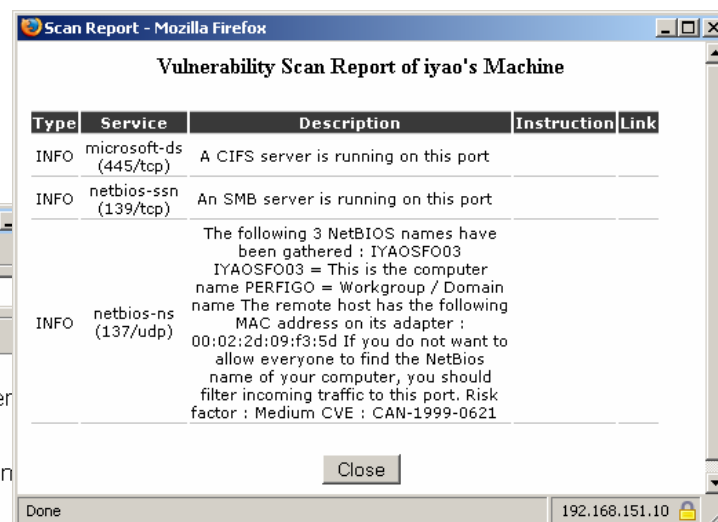 Scan Report - Mozilla Firefox
Vulnerability Scan Report of iyao's Machine
Type Service Description Instruction Link
INFO microsoft-ds (445/tcp) A CIFS server is running on this port
INFO netbios-ssn (139/tcp) An SMB server is running on this port
INFO netbios-ns (137/udp) The following 3 NetBIOS names have
been gathered : IYAOSFO03
IYAOSFO03 = This is the computer
name PERFIGO = Workgroup / Domain
name The remote host has the following
MAC address on its adapter :
00:02:2d:09:f3:5d If you do not want to
allow everyone to find the NetBios
name of your computer, you should
filter incoming traffic to this port. Risk
factor : Medium CVE : CAN-1999-0621
Close
Done 192.168.151.10